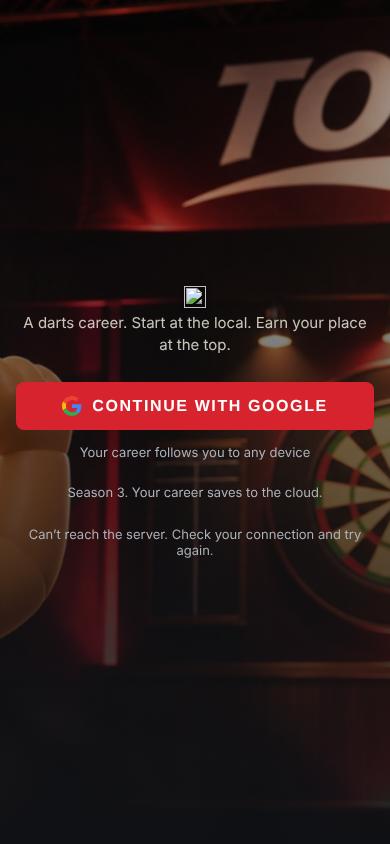 TO
A darts career. Start at the local. Earn your place
at the top.
CONTINUE WITH GOOGLE
Your career follows you to any device
Season 3. Your career saves to the cloud.
Can’t reach the server. Check your connection and try
again.